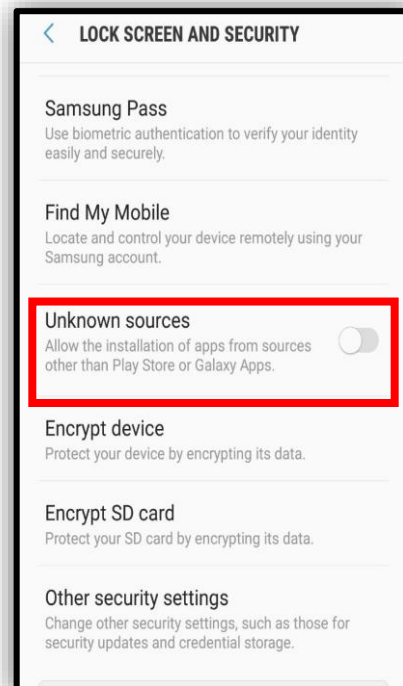 LOCK SCREEN AND SECURITY
Samsung Pass
Use biometric authentication to verify your identity
easily and securely.
Find My Mobile
Locate and control your device remotely using your
Samsung account.
Unknown sources
Allow the installation of apps from sources
other than Play Store or Galaxy Apps.
Encrypt device
Protect your device by encrypting its data.
Encrypt SD card
Protect your SD card by encrypting its data.
Other security settings
Change other security settings, such as those for
security updates and credential storage.